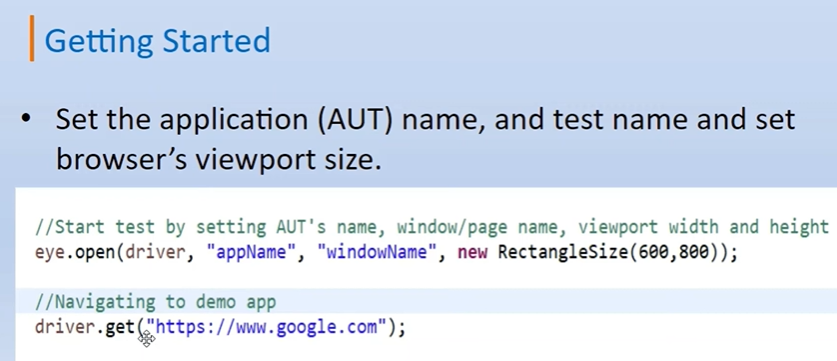 Getting Started
• Set the application (AUT) name, and test name and set
browser’s viewport size.
//Start test by setting AUT's name, window/page name, viewport width and height
eye.open(driver, "appName", "windowName", new RectangleSize(600,800));
//Navigating to demo app
driver.get("https://www.google.com");